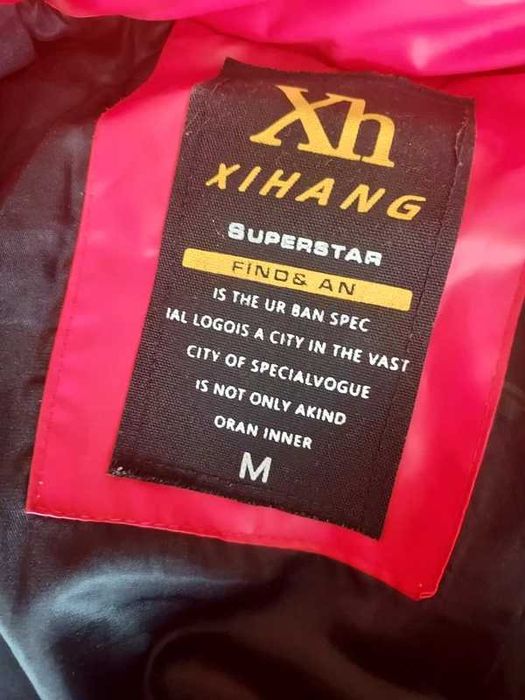 Xh
XIHANG
SUPERSTAR
FIND& AN
IS THE UR BAN SPEC
IAL LOGOIS A CITY IN THE VAST
CITY OF SPECIALVOGUE
IS NOT ONLY AKIND
ORAN INNER
M